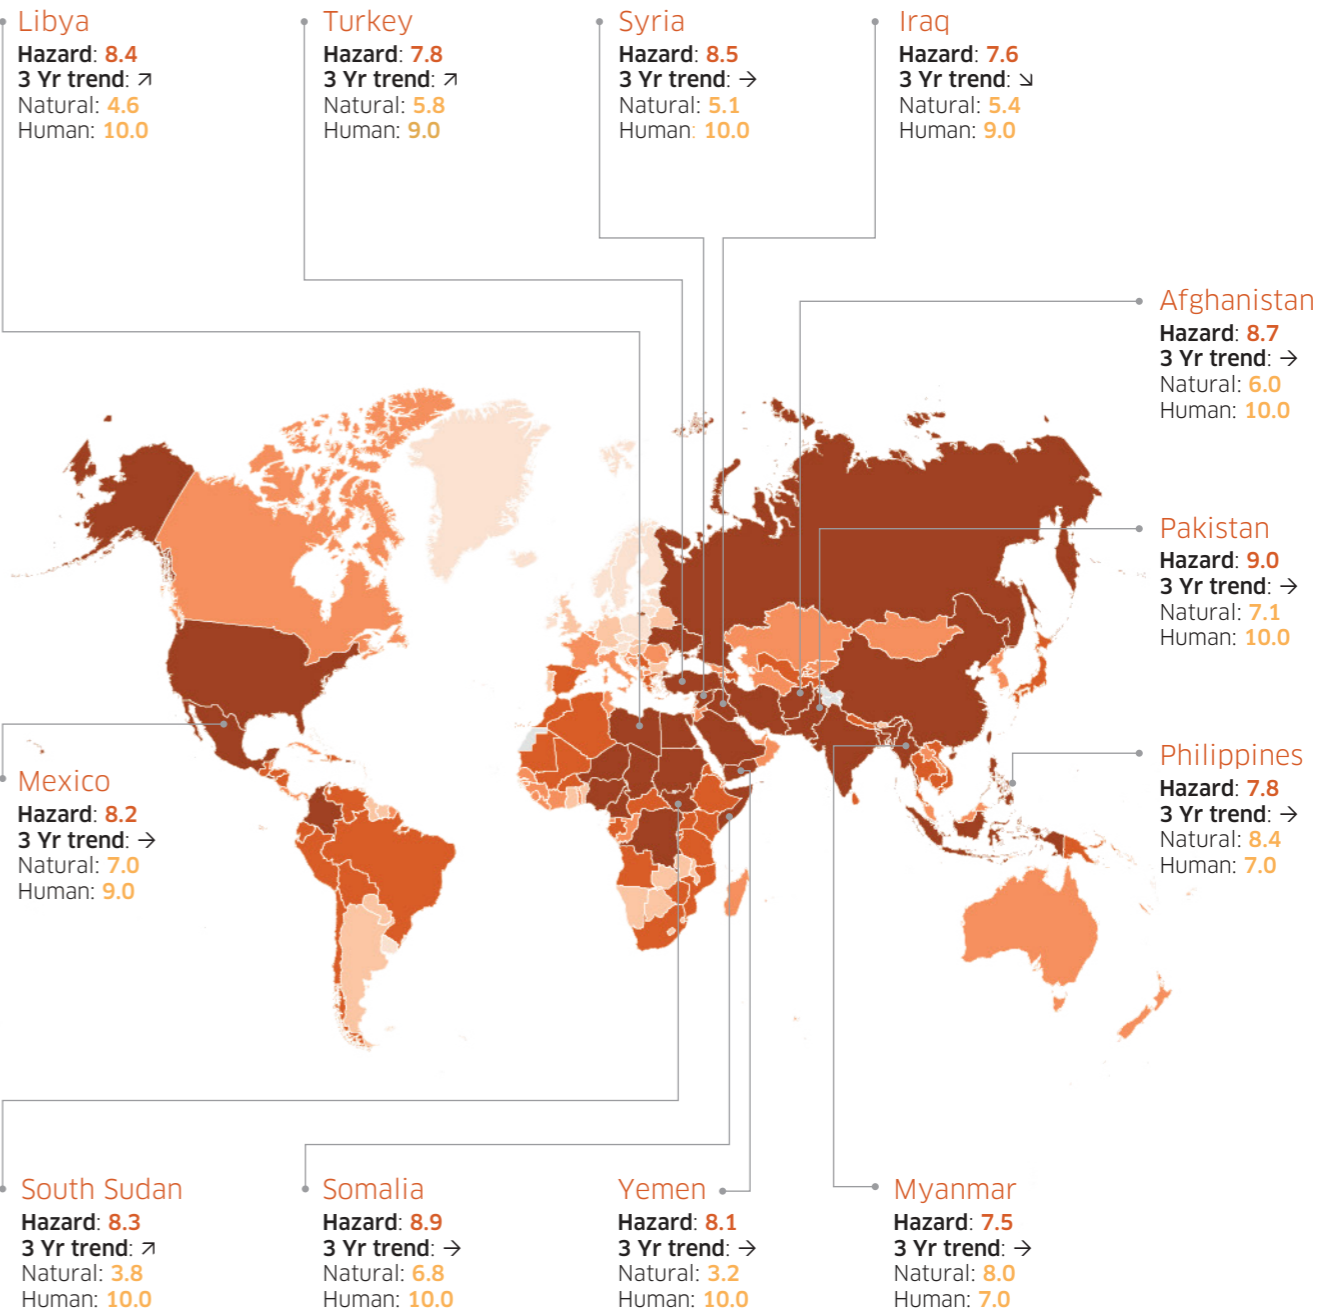 Libya
Hazard: 8.4
3 Yr trend: ↗
Natural: 4.6
Human: 10.0
Turkey
Hazard: 7.8
3 Yr trend: ↗
Natural: 5.8
Human: 9.0
Syria
Hazard: 8.5
3 Yr trend: →
Natural: 5.1
Human: 10.0
Iraq
Hazard: 7.6
3 Yr trend: ↘
Natural: 5.4
Human: 9.0
Afghanistan
Hazard: 8.7
3 Yr trend: →
Natural: 6.0
Human: 10.0
Pakistan
Hazard: 9.0
3 Yr trend: →
Natural: 7.1
Human: 10.0
Philippines
Hazard: 7.8
3 Yr trend: →
Natural: 8.4
Human: 7.0
Mexico
Hazard: 8.2
3 Yr trend: →
Natural: 7.0
Human: 9.0
South Sudan
Hazard: 8.3
3 Yr trend: ↗
Natural: 3.8
Human: 10.0
Somalia
Hazard: 8.9
3 Yr trend: →
Natural: 6.8
Human: 10.0
Yemen
Hazard: 8.1
3 Yr trend: →
Natural: 3.2
Human: 10.0
Myanmar
Hazard: 7.5
3 Yr trend: →
Natural: 8.0
Human: 7.0